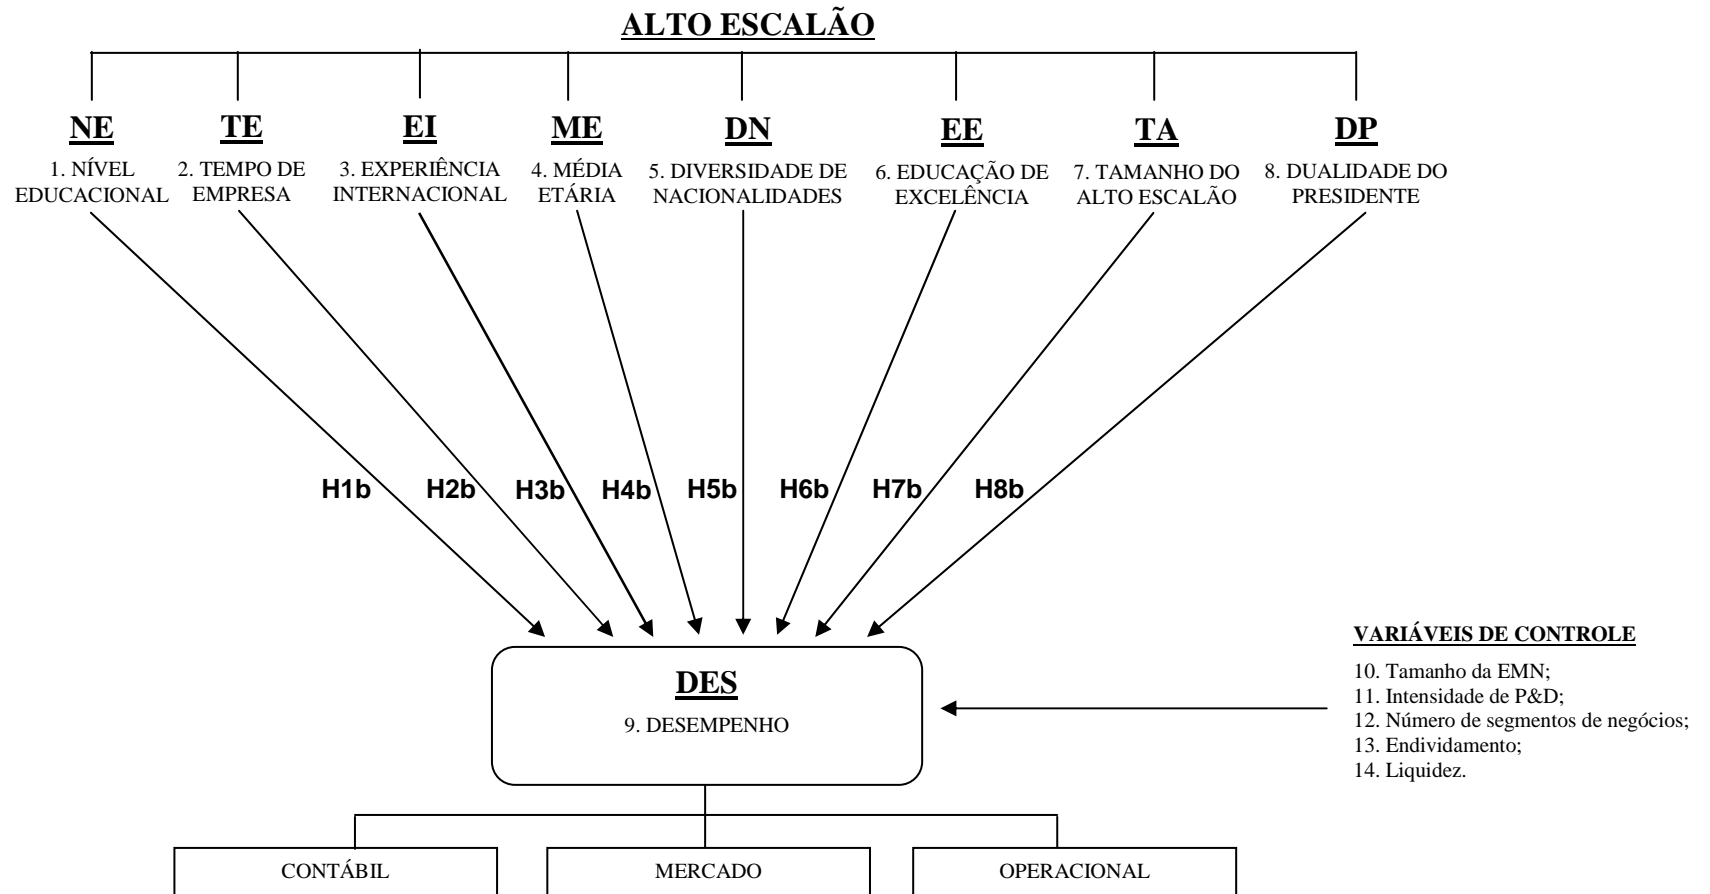 ALTO ESCALÃO
NE
TE
EI
ME
DN
EE
TA
DP
1. NÍVEL
EDUCACIONAL
2. TEMPO DE
EMPRESA
3. EXPERIÊNCIA
INTERNACIONAL
4. MÉDIA
ETÁRIA
5. DIVERSIDADE DE
NACIONALIDADES
6. EDUCAÇÃO DE
EXCELÊNCIA
7. TAMANHO DO
ALTO ESCALÃO
8. DUALIDADE DO
PRESIDENTE
H1b
H2b
H3b
H4b
H5b
H6b
H7b
H8b
DES
9. DESEMPENHO
VARIÁVEIS DE CONTROLE
10. Tamanho da EMN;
11. Intensidade de P&D;
12. Número de segmentos de negócios;
13. Endividamento;
14. Liquidez.
CONTÁBIL
MERCADO
OPERACIONAL